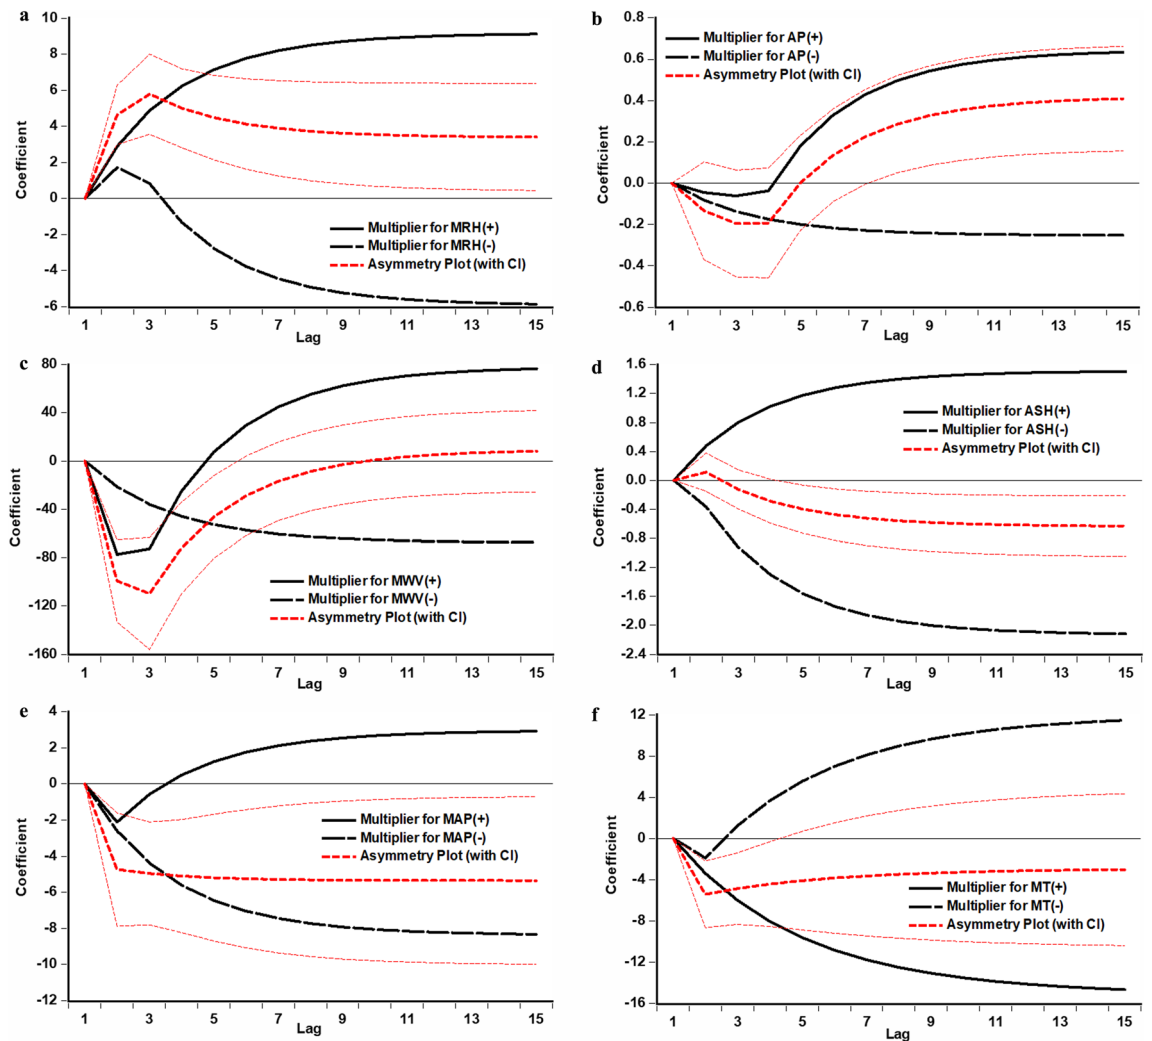 a
10
8
6
4
2
0
-2
-4
-6
Coefficient
Multiplier for MRH(+)
Multiplier for MRH(-)
Asymmetry Plot (with CI)
1 3 5 7 9 11 13 15
Lag
b
0.8
0.6
0.4
0.2
0.0
-0.2
-0.4
-0.6
Coefficient
Multiplier for AP(+)
Multiplier for AP(-)
Asymmetry Plot (with CI)
1 3 5 7 9 11 13 15
Lag
c
80
40
0
-40
-80
-120
-160
Coefficient
Multiplier for MWV(+)
Multiplier for MWV(-)
Asymmetry Plot (with CI)
1 3 5 7 9 11 13 15
Lag
d
1.6
1.2
0.8
0.4
0.0
-0.4
-0.8
-1.2
-1.6
-2.0
-2.4
Coefficient
Multiplier for ASH(+)
Multiplier for ASH(-)
Asymmetry Plot (with CI)
1 3 5 7 9 11 13 15
Lag
e
4
2
0
-2
-4
-6
-8
-10
-12
Coefficient
Multiplier for MAP(+)
Multiplier for MAP(-)
Asymmetry Plot (with CI)
1 3 5 7 9 11 13 15
Lag
f
12
8
4
0
-4
-8
-12
-16
Coefficient
Multiplier for MT(+)
Multiplier for MT(-)
Asymmetry Plot (with CI)
1 3 5 7 9 11 13 15
Lag